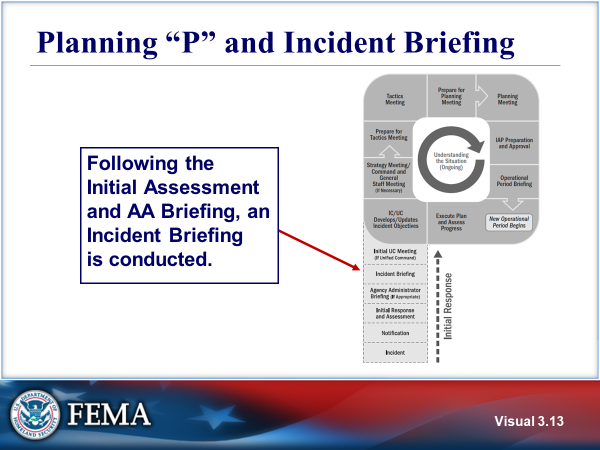 Planning “P” and Incident Briefing
Following the
Initial Assessment
and AA Briefing, an
Incident Briefing
is conducted.
Tactics
Meeting
Prepare for
Planning
Meeting
Planning
Meeting
Prepare for
Tactics Meeting
IAP Preparation
and Approval
Understanding
the Situation
(Ongoing)
Strategy Meeting/
Command and
General
Staff Meeting
(If Necessary)
Operational
Period Briefing
IC/UC
Develops/Updates
Incident Objectives
Execute Plan
and Assess
Progress
New Operational
Period Begins
Initial UC Meeting
(If Unified Command)
Incident Briefing
Agency Administrator
Briefing (If Appropriate)
Initial Response
and Assessment
Notification
Incident
Initial Response
U.S. DEPARTMENT OF
HOMELAND SECURITY
FEMA
Visual 3.13